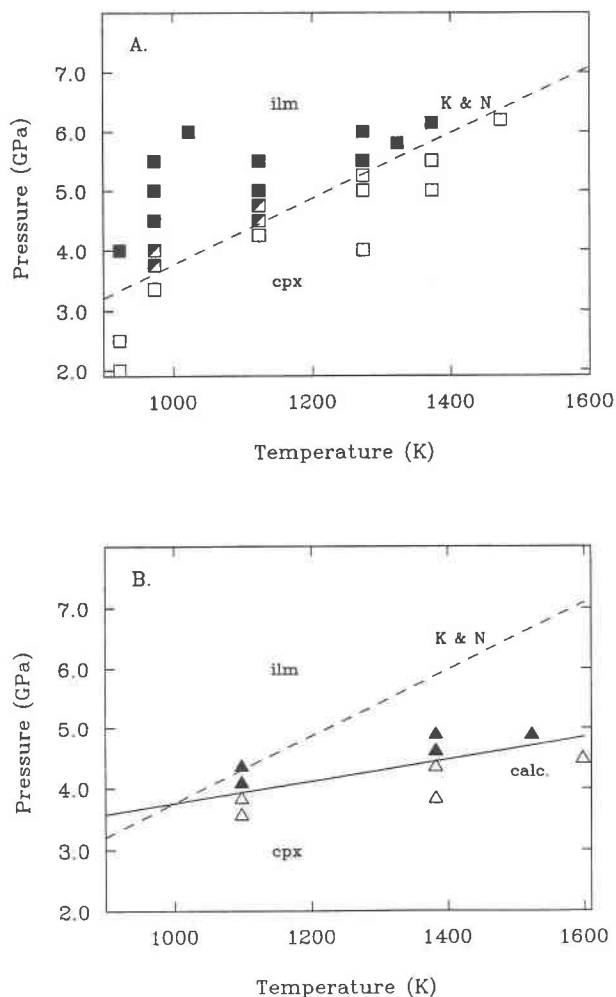 A.
7.0
ilm
K & N
6.0
5.0
4.0
cpx
3.0
2.0
1000
1200
1400
1600
Pressure (GPa)
Temperature (K)
B.
7.0
K & N
ilm
6.0
5.0
calc.
4.0
cpx
3.0
2.0
1000
1200
1400
1600
Pressure (GPa)
Temperature (K)